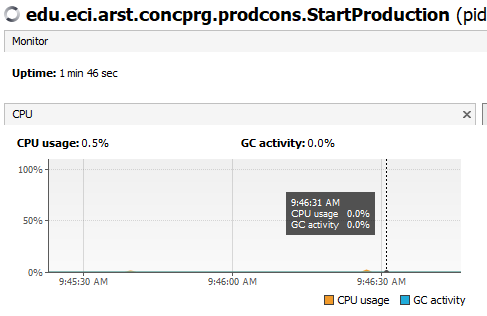 edu.eci.arst.concprg.prodcons.StartProduction (pid
Monitor
Uptime: 1 min 46 sec
CPU
CPU usage: 0.5% GC activity: 0.0%
100%
50%
0%
9:46:31 AM
CPU usage 0.0%
GC activity 0.0%
9:45:30 AM 9:46:00 AM 9:46:30 AM
CPU usage GC activity